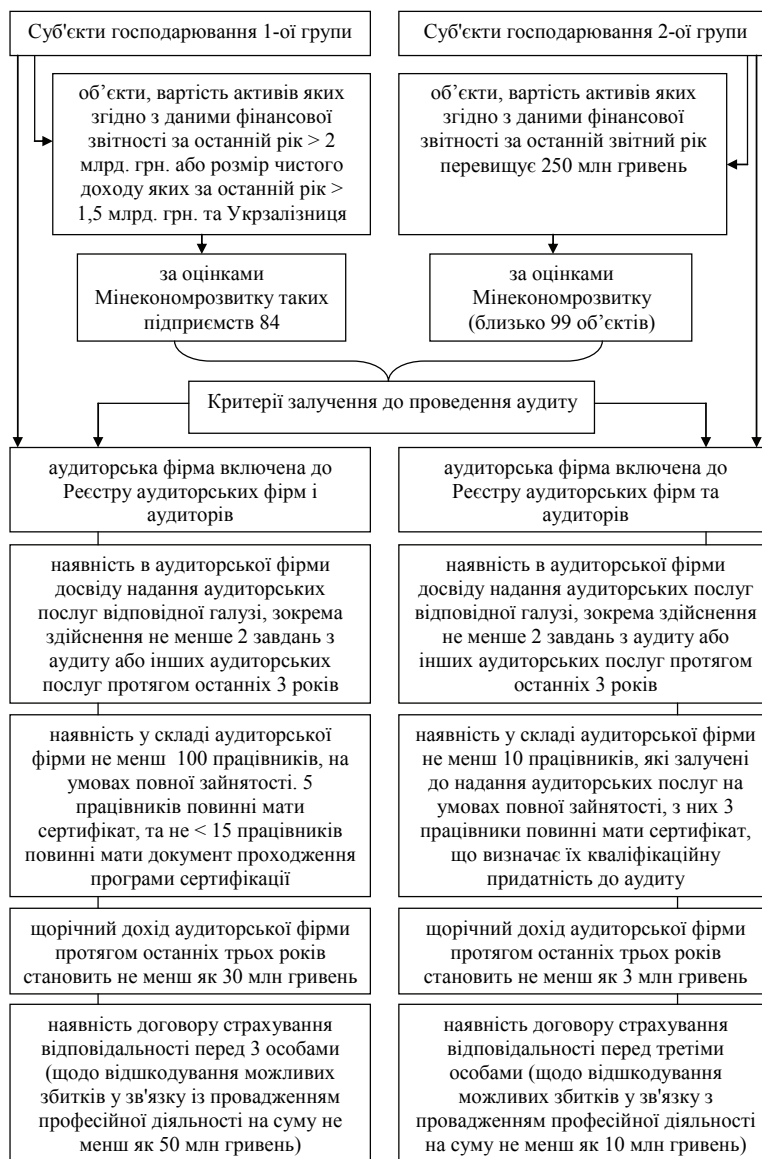 Суб'єкти господарювання 1-ої групи
Суб'єкти господарювання 2-ої групи
об’єкти, вартість активів яких
згідно з даними фінансової
звітності за останній рік > 2
млрд. грн. або розмір чистого
доходу яких за останній рік >
1,5 млрд. грн. та Укрзалізниця
об’єкти, вартість активів яких
згідно з даними фінансової
звітності за останній звітний рік
перевищує 250 млн гривень
за оцінками
Мінекономрозвитку таких
підприємств 84
за оцінками
Мінекономрозвитку
(близько 99 об’єктів)
Критерії залучення до проведення аудиту
аудиторська фірма включена до
Реєстру аудиторських фірм і
аудиторів
аудиторська фірма включена до
Реєстру аудиторських фірм та
аудиторів
наявність в аудиторської фірми
досвіду надання аудиторських
послуг відповідної галузі, зокрема
здійснення не менше 2 завдань з
аудиту або інших аудиторських
послуг протягом останніх 3 років
наявність в аудиторської фірми
досвіду надання аудиторських послуг
відповідної галузі, зокрема здійснення
не менше 2 завдань з аудиту або
інших аудиторських послуг протягом
останніх 3 років
наявність у складі аудиторської
фірми не менш 100 працівників, на
умовах повної зайнятості. 5
працівників повинні мати
сертифікат, та не < 15 працівників
повинні мати документ проходження
програми сертифікації
наявність у складі аудиторської фірми
не менш 10 працівників, які залучені
до надання аудиторських послуг на
умовах повної зайнятості, з них 3
працівники повинні мати сертифікат,
що визначає їх кваліфікаційну
придатність до аудиту
щорічний дохід аудиторської фірми
протягом останніх трьох років
становить не менш як 30 млн гривень
щорічний дохід аудиторської фірми
протягом останніх трьох років
становить не менш як 3 млн гривень
наявність договору страхування
відповідальності перед 3 особами
(щодо відшкодування можливих
збитків у зв'язку із провадженням
професійної діяльності на суму не
менш як 50 млн гривень)
наявність договору страхування
відповідальності перед третіми
особами (щодо відшкодування
можливих збитків у зв'язку з
провадженням професійної діяльності
на суму не менш як 10 млн гривень)